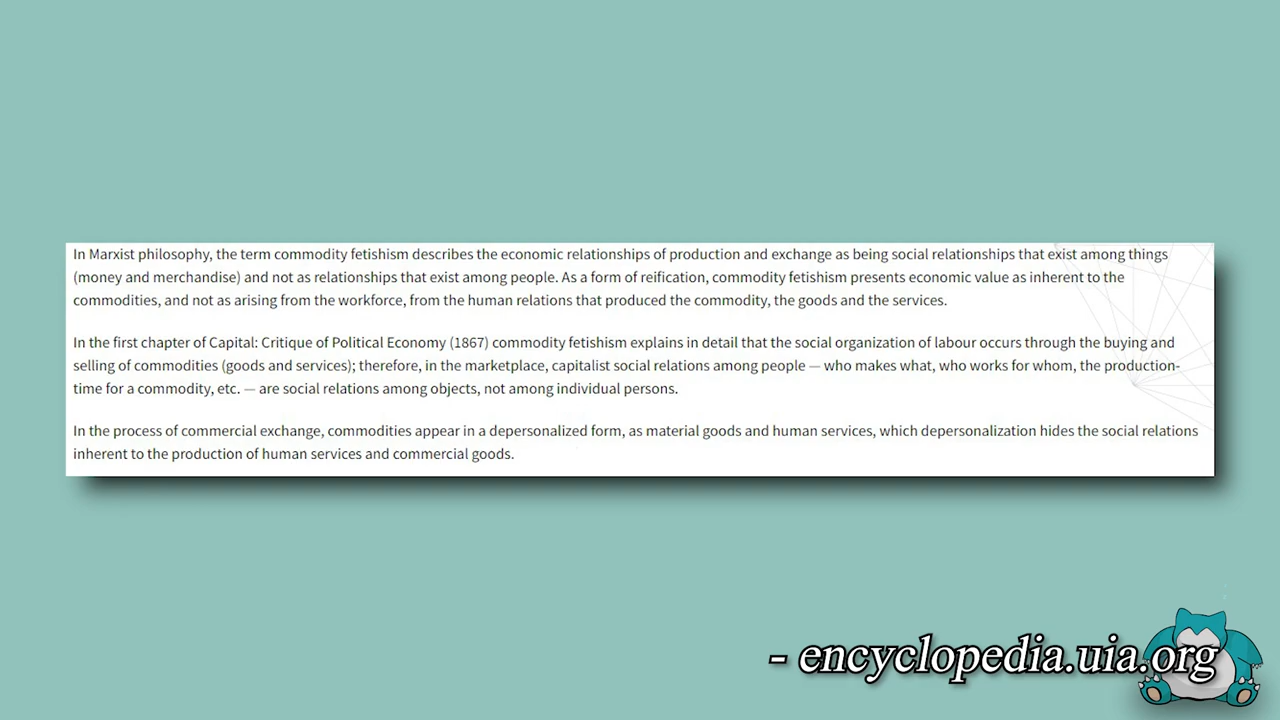 In Marxist philosophy, the term commodity fetishism describes the economic relationships of production and exchange as being social relationships that exist among things
(money and merchandise) and not as relationships that exist among people. As a form of reification, commodity fetishism presents economic value as inherent to the
commodities, and not as arising from the workforce, from the human relations that produced the commodity, the goods and the services.
In the first chapter of Capital: Critique of Political Economy (1867) commodity fetishism explains in detail that the social organization of labour occurs through the buying and
selling of commodities (goods and services); therefore, in the marketplace, capitalist social relations among people — who makes what, who works for whom, the production-
time for a commodity, etc. — are social relations among objects, not among individual persons.
In the process of commercial exchange, commodities appear in a depersonalized form, as material goods and human services, which depersonalization hides the social relations
inherent to the production of human services and commercial goods.
- encyclopedia.uia.org